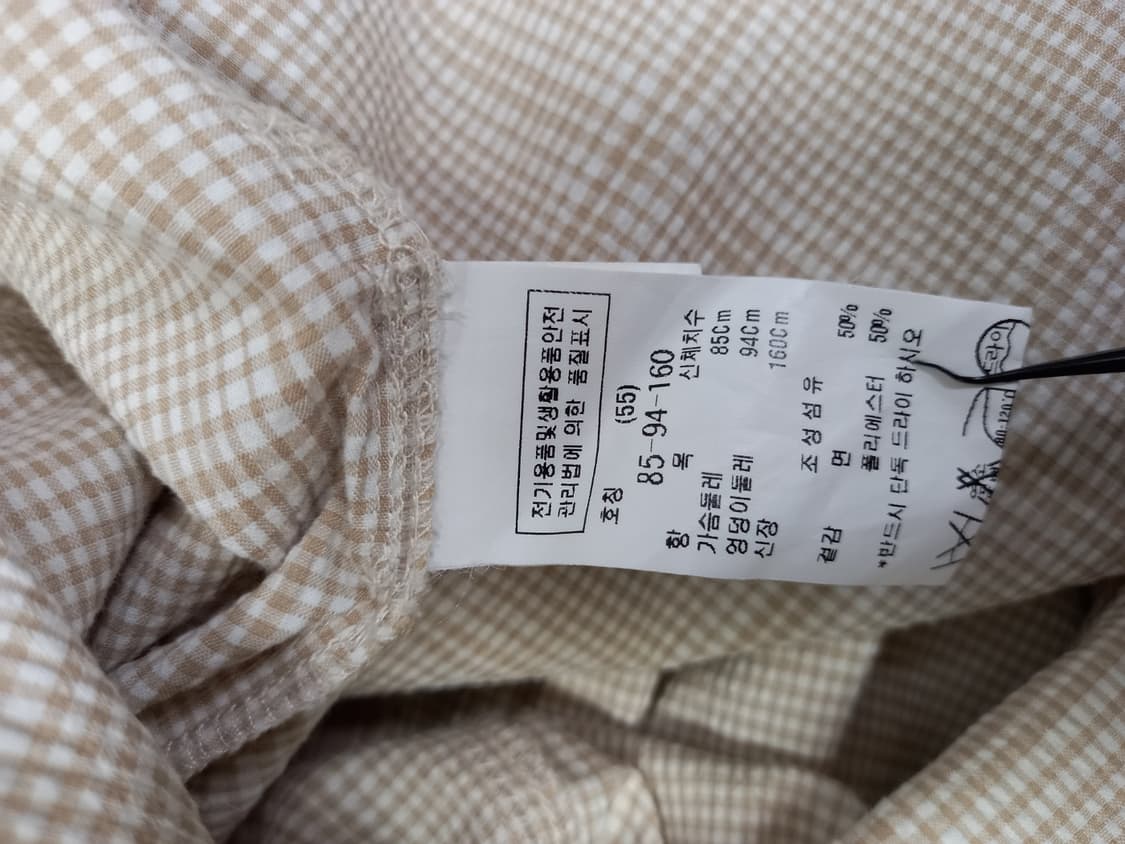 전기용품및생활용품안전
관리법에 의한 품질표시
호칭 (55)
85-94-160
항 목 신체치수
가슴둘레 85Cm
엉덩이둘레 94Cm
신장 160Cm
조성섬유
겉감 면 50%
폴리에스터 50%
*반드시 단독 드라이 하시오
드라이